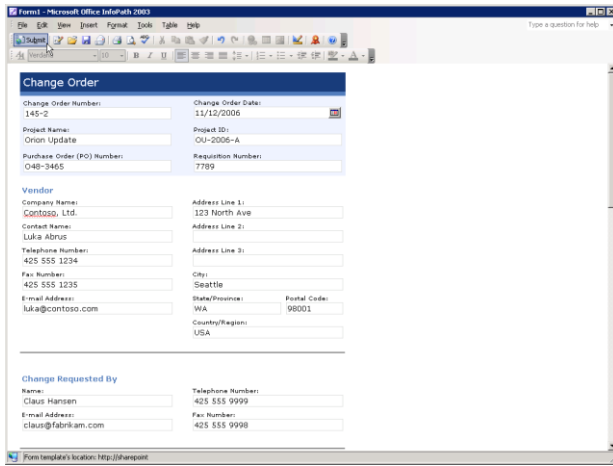 Form1 - Microsoft Office InfoPath 2003
File Edit View Insert Format Tools Table Help
Type a question for help
Submit
Verdana 10 B I U
Change Order
Change Order Number: Change Order Date:
145-2 11/12/2006
Project Name: Project ID:
Orion Update OU-2006-A
Purchase Order (PO) Number: Requisition Number:
O48-3465 7789
Vendor
Company Name: Address Line 1:
Contoso, Ltd. 123 North Ave
Contact Name: Address Line 2:
Luka Abrus
Telephone Number: Address Line 3:
425 555 1234
Fax Number: City:
425 555 1235 Seattle
E-mail Address: State/Province: Postal Code:
luka@contoso.com WA 98001
Country/Region:
USA
Change Requested By
Name: Telephone Number:
Claus Hansen 425 555 9999
E-mail Address: Fax Number:
claus@fabrikam.com 425 555 9998
Form template's location: http://sharepoint